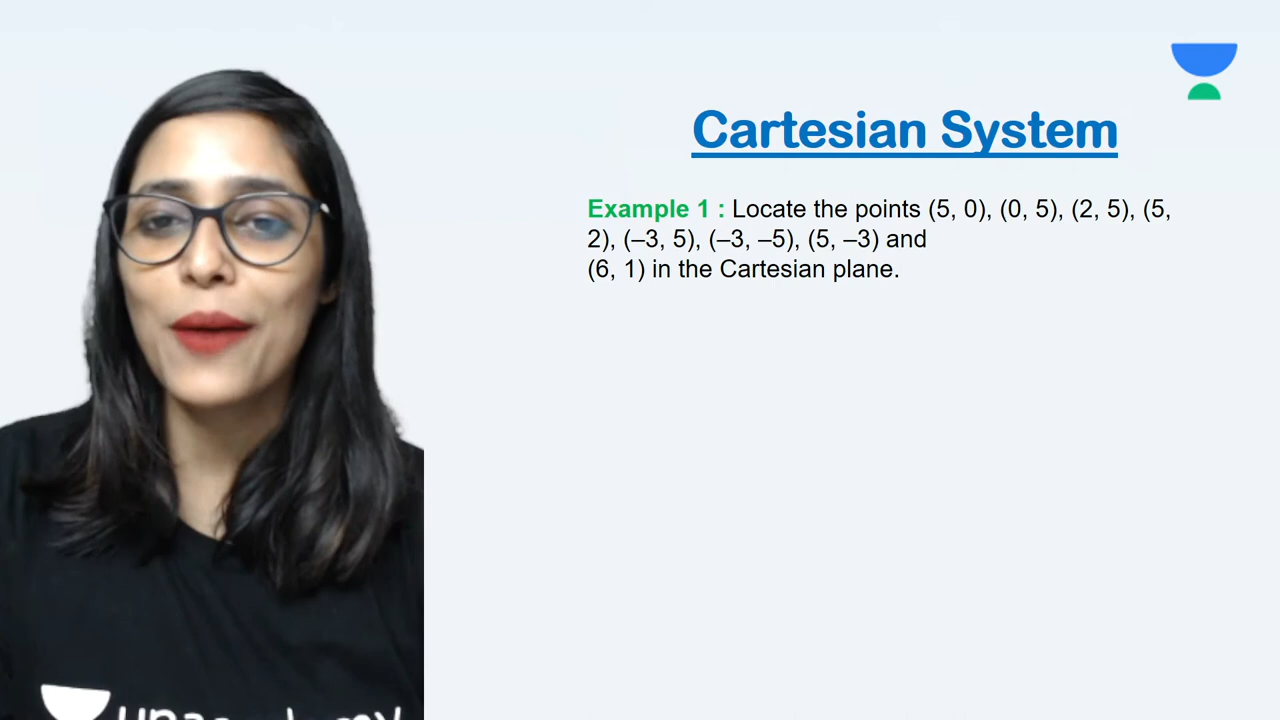 Cartesian System
Example 1 : Locate the points (5, 0), (0, 5), (2, 5), (5,
2), (–3, 5), (–3, –5), (5, –3) and
(6, 1) in the Cartesian plane.